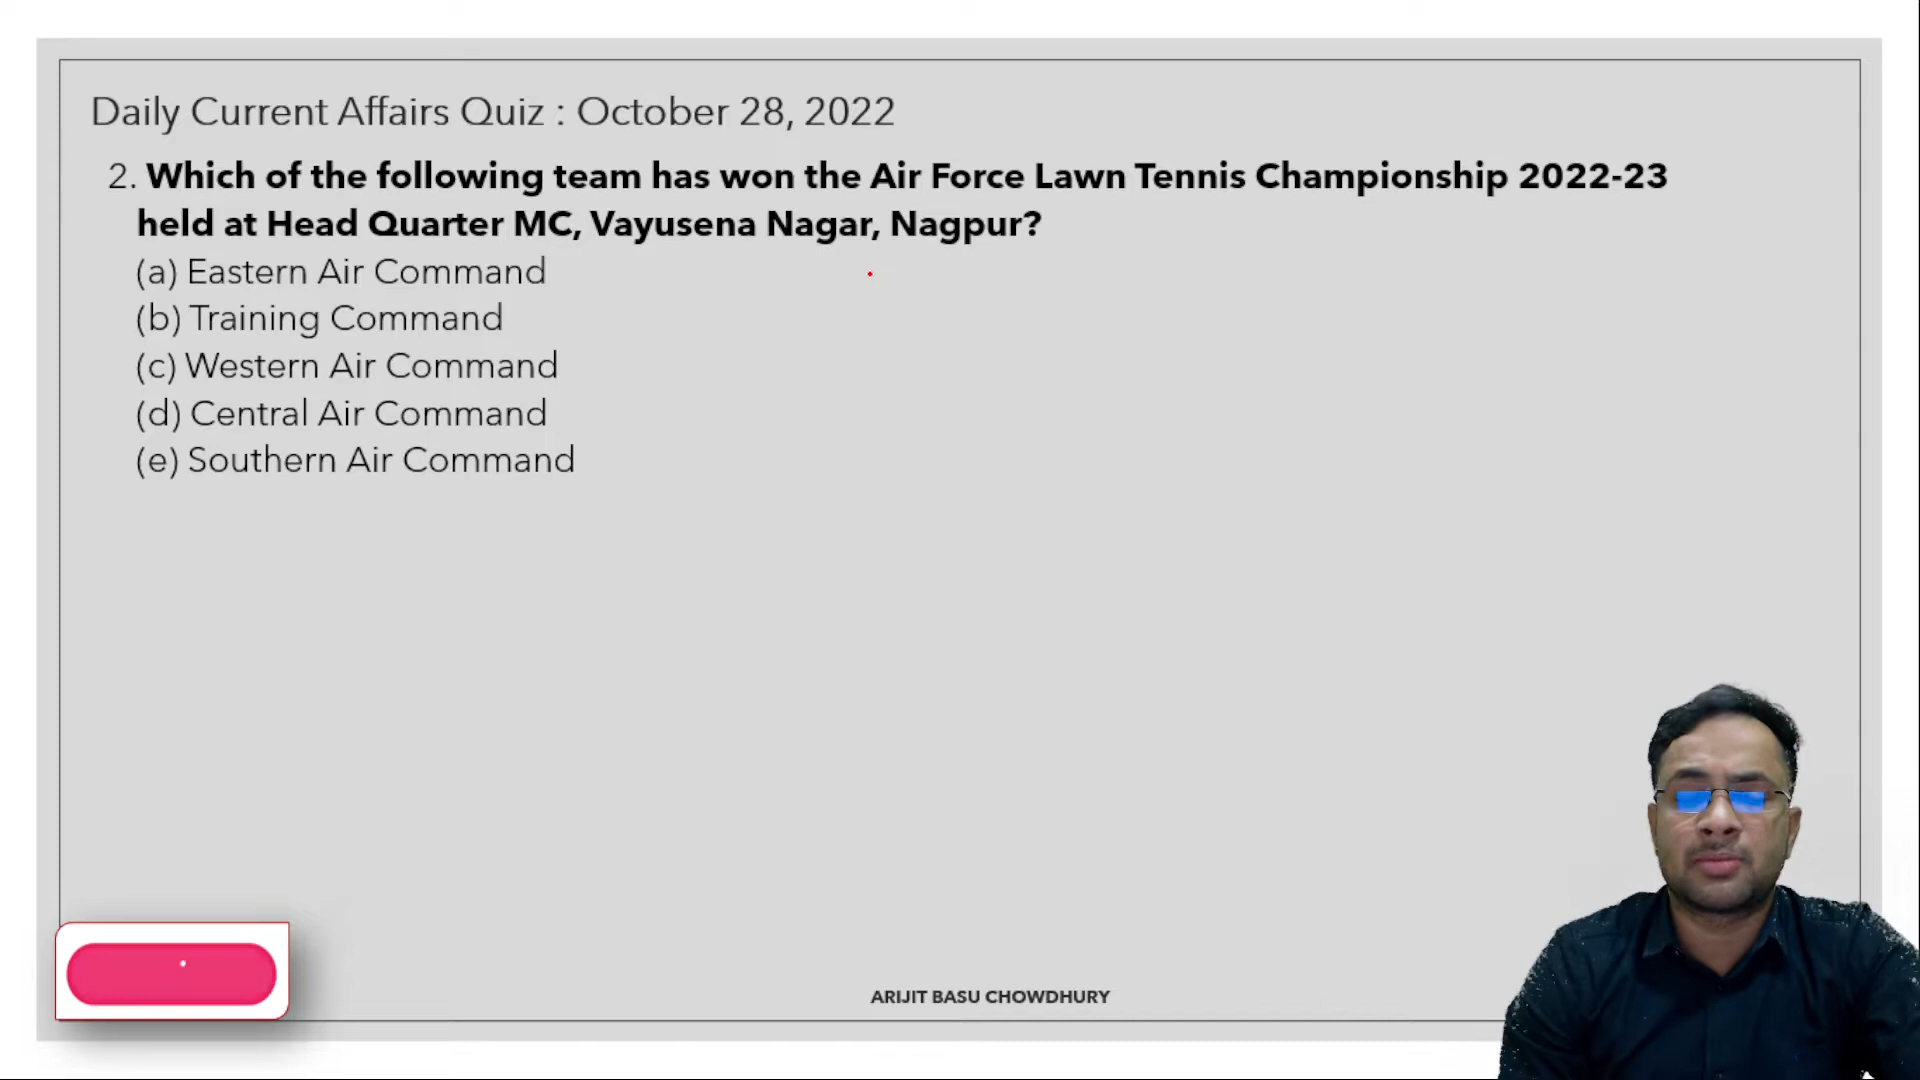 Daily Current Affairs Quiz : October 28, 2022
2. Which of the following team has won the Air Force Lawn Tennis Championship 2022-23
held at Head Quarter MC, Vayusena Nagar, Nagpur?
(a) Eastern Air Command
(b) Training Command
(c) Western Air Command
(d) Central Air Command
(e) Southern Air Command
ARIJIT BASU CHOWDHURY